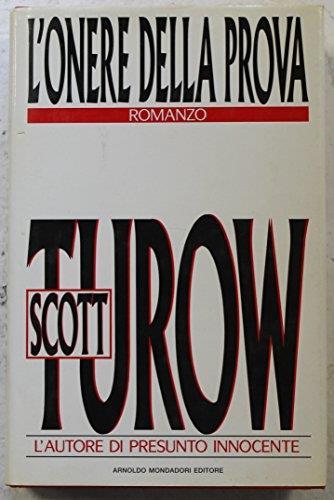 L'ONERE DELLA PROVA
ROMANZO
SCOTT
TUROW
L'AUTORE DI PRESUNTO INNOCENTE
ARNOLDO MONDADORI EDITORE